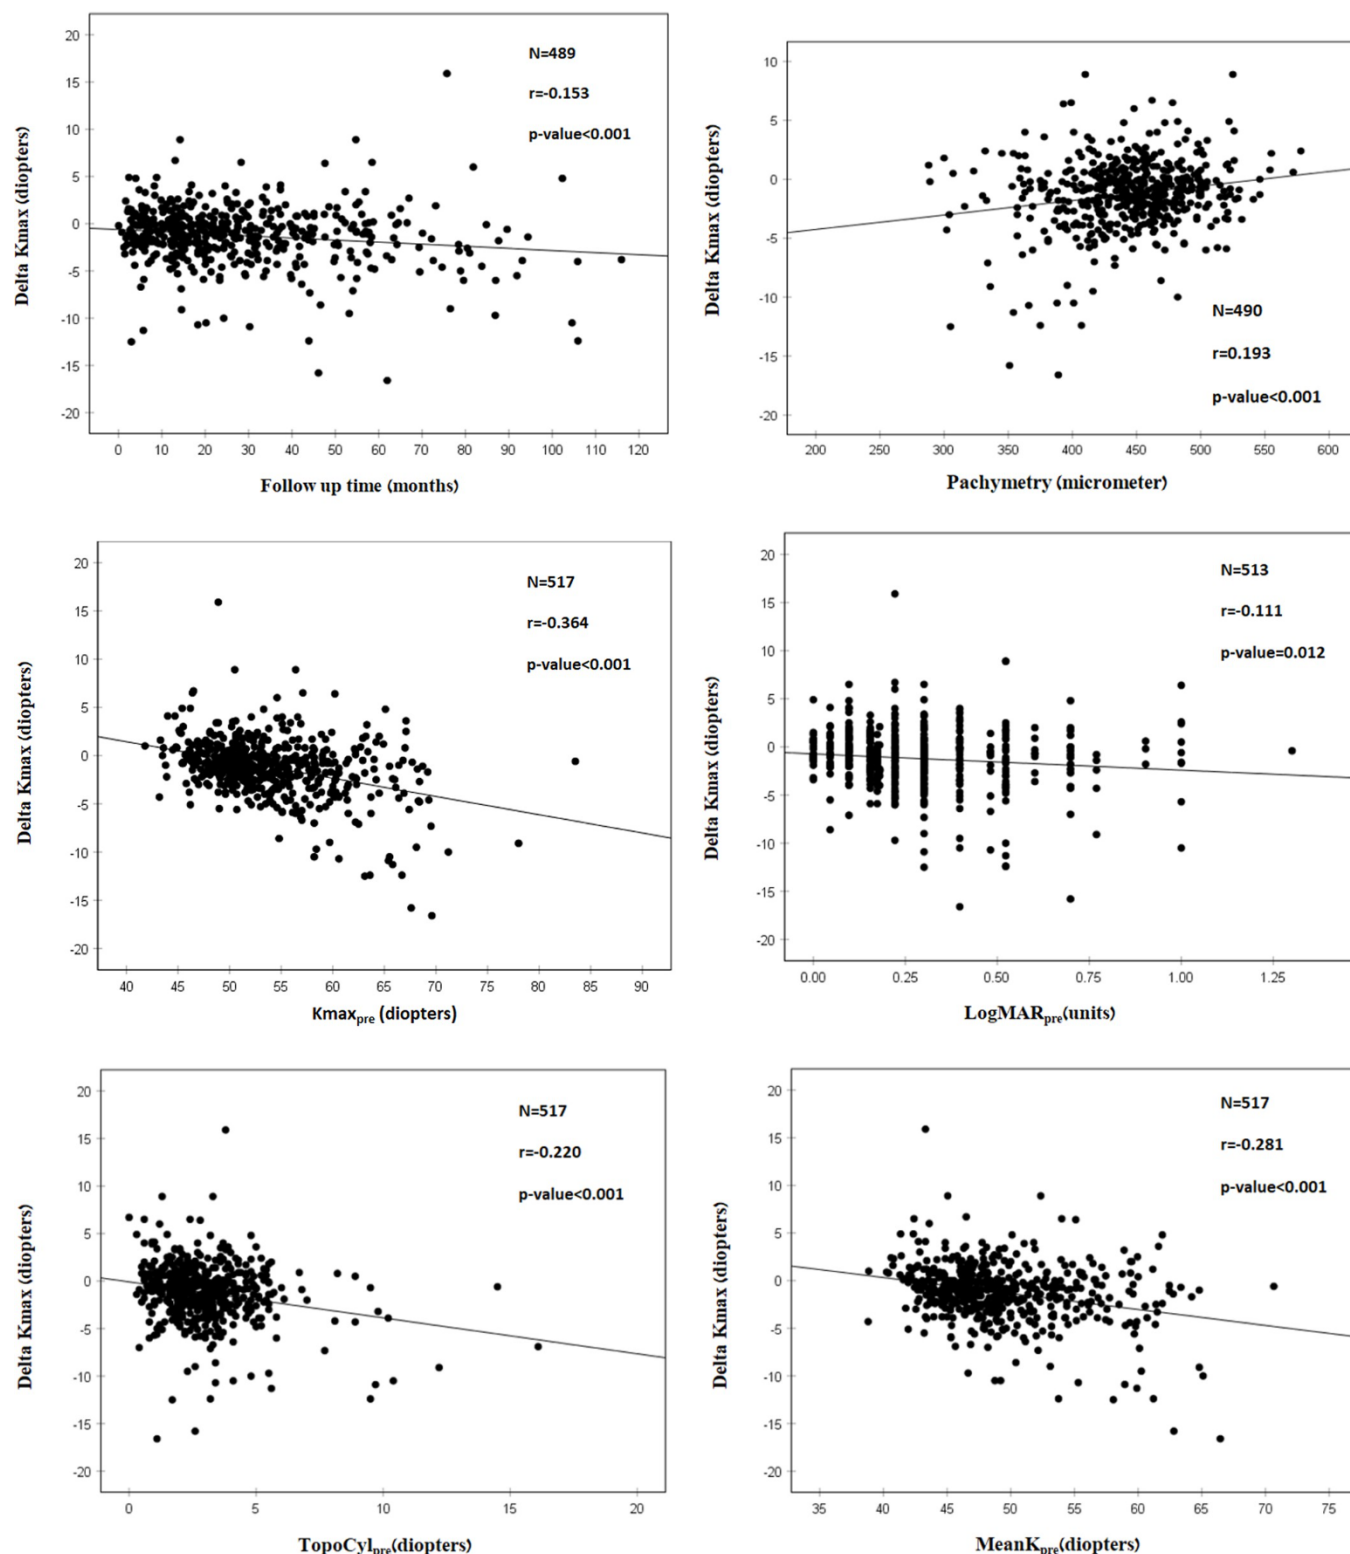 20
15
10
5
0
-5
-10
-15
-20
N=489
r=-0.153
p-value<0.001
Delta Kmax (diopters)
0 10 20 30 40 50 60 70 80 90 100 110 120
Follow up time (months)
10
5
0
-5
-10
-15
-20
N=490
r=0.193
p-value<0.001
Delta Kmax (diopters)
200 250 300 350 400 450 500 550 600
Pachymetry (micrometer)
20
15
10
5
0
-5
-10
-15
-20
N=517
r=-0.364
p-value<0.001
Delta Kmax (diopters)
40 45 50 55 60 65 70 75 80 85 90
Kmaxpre (diopters)
20
15
10
5
0
-5
-10
-15
-20
N=513
r=-0.111
p-value=0.012
Delta Kmax (diopters)
0.00 0.25 0.50 0.75 1.00 1.25
LogMARpre(units)
20
15
10
5
0
-5
-10
-15
-20
N=517
r=-0.220
p-value<0.001
Delta Kmax (diopters)
0 5 10 15 20
TopoCylpre(diopters)
20
15
10
5
0
-5
-10
-15
-20
N=517
r=-0.281
p-value<0.001
Delta Kmax (diopters)
35 40 45 50 55 60 65 70 75
MeanKpre(diopters)